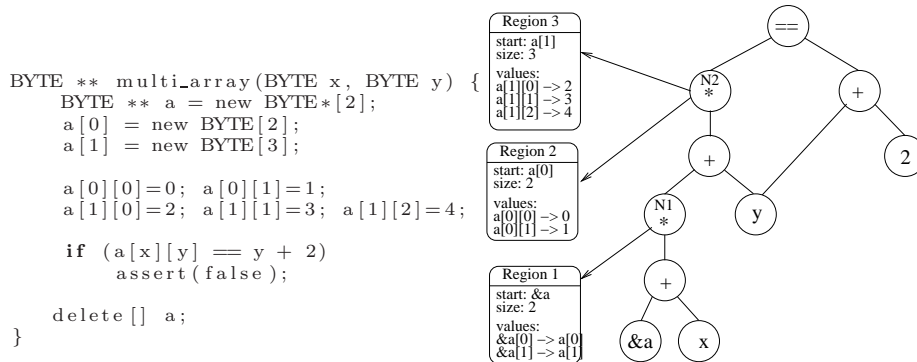 BYTE ** multi_array(BYTE x, BYTE y) {
BYTE ** a = new BYTE*[2];
a[0] = new BYTE[2];
a[1] = new BYTE[3];
a[0][0]=0; a[0][1]=1;
a[1][0]=2; a[1][1]=3; a[1][2]=4;
if (a[x][y] == y + 2)
assert(false);
delete[] a;
}
Region 3
start: a[1]
size: 3
values:
a[1][0] −> 2
a[1][1] −> 3
a[1][2] −> 4
Region 2
start: a[0]
size: 2
values:
a[0][0] −> 0
a[0][1] −> 1
Region 1
start: &a
size: 2
values:
&a[0] −> a[0]
&a[1] −> a[1]
==
N2
*
+
+
2
N1
*
y
+
&a
x